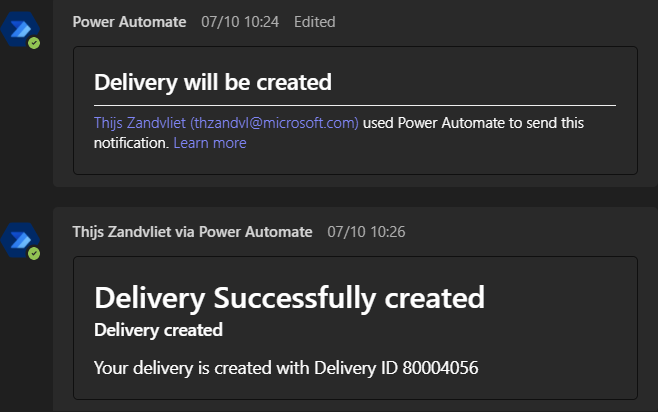 Power Automate 07/10 10:24 Edited
Delivery will be created
Thijs Zandvliet (thzandvl@microsoft.com) used Power Automate to send this
notification. Learn more
Thijs Zandvliet via Power Automate 07/10 10:26
Delivery Successfully created
Delivery created
Your delivery is created with Delivery ID 80004056